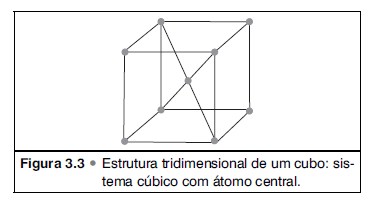 Figura 3.3 • Estrutura tridimensional de um cubo: sis-
tema cúbico com átomo central.